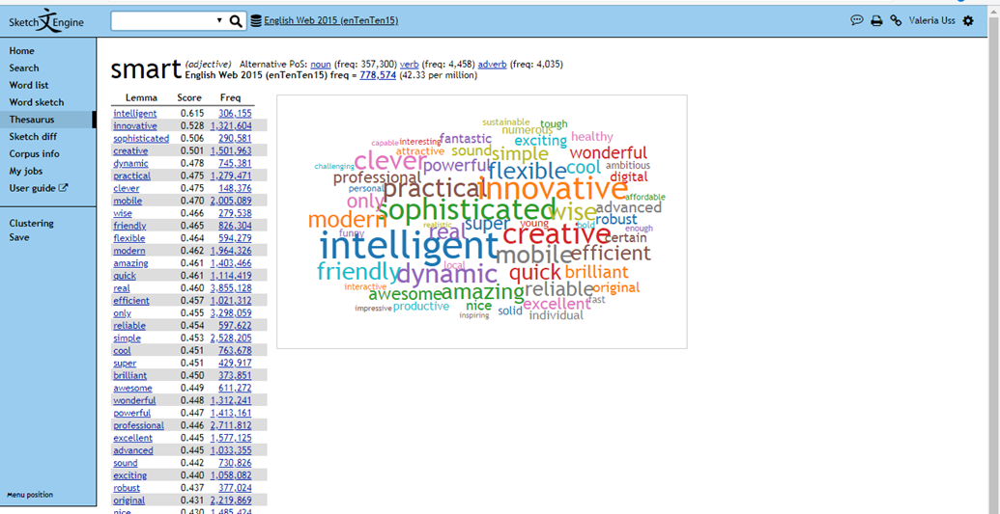 Sketch文Engine
English Web 2015 (enTenTen15)
Valeria Uss
Home
Search
Word list
Word sketch
Thesaurus
Sketch diff
Corpus info
My jobs
User guide
Clustering
Save
Menu position
smart (adjective) Alternative PoS: noun (freq: 357,300) verb (freq: 4,458) adverb (freq: 4,035)
English Web 2015 (enTenTen15) freq = 778,574 (42.33 per million)
Lemma Score Freq
intelligent 0.615 306,155
innovative 0.528 1,321,604
sophisticated 0.506 290,581
creative 0.501 1,501,963
dynamic 0.478 745,381
practical 0.475 1,279,471
clever 0.475 148,376
mobile 0.470 2,005,089
wise 0.466 279,538
friendly 0.465 826,304
flexible 0.464 594,279
modern 0.462 1,964,326
amazing 0.461 1,403,466
quick 0.461 1,114,419
real 0.460 3,855,128
efficient 0.457 1,021,312
only 0.455 3,298,059
reliable 0.454 597,622
simple 0.453 2,528,205
cool 0.451 763,678
super 0.451 429,917
brilliant 0.450 373,851
awesome 0.449 611,272
wonderful 0.448 1,312,241
powerful 0.447 1,413,161
professional 0.446 2,711,812
excellent 0.445 1,577,125
advanced 0.445 1,033,355
sound 0.442 730,826
exciting 0.440 1,058,082
robust 0.437 377,024
original 0.431 2,219,869
nice 0.430 1,485,424
sustainable tough
numerous
capable interesting fantastic exciting healthy
attractive sound simple wonderful
challenging clever powerful flexible cool ambitious
professional digital
personal practical innovative affordable
only sophisticated wise advanced
modern realistic super young bold robust
funny real creative enough certain
intelligent mobile efficient
friendly dynamic local quick brilliant
interactive awesome amazing reliable original
impressive productive nice solid excellent fast
inspiring individual